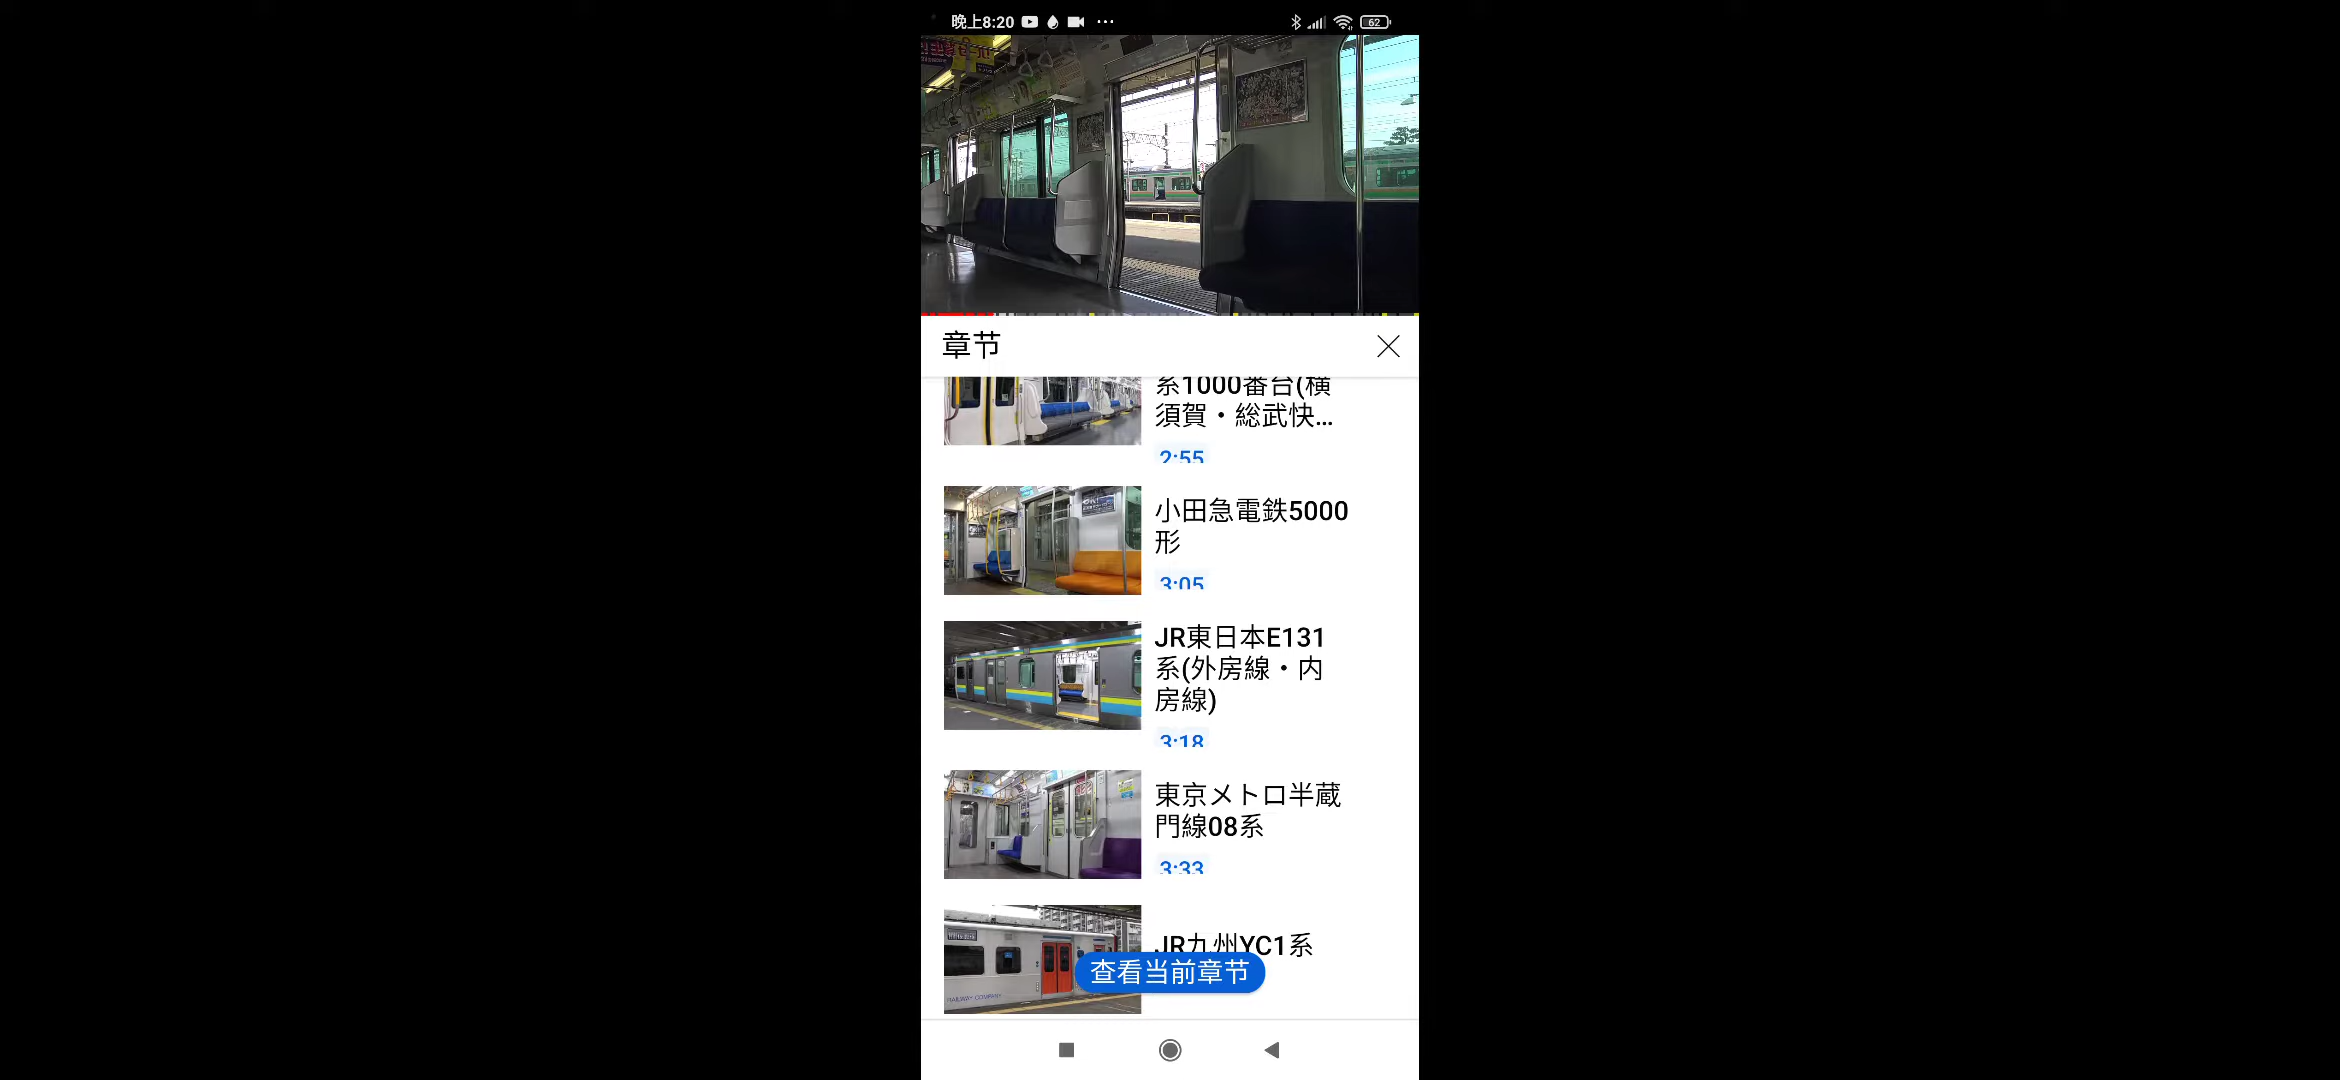 晚上8:20
62
章节
系1000番台(横
須賀・総武快...
2:55
小田急電鉄5000
形
3:05
JR東日本E131
系(外房線・内
房線)
3:18
東京メトロ半蔵
門線08系
3:33
JR九州YC1系
RAILWAY COMPANY
查看当前章节